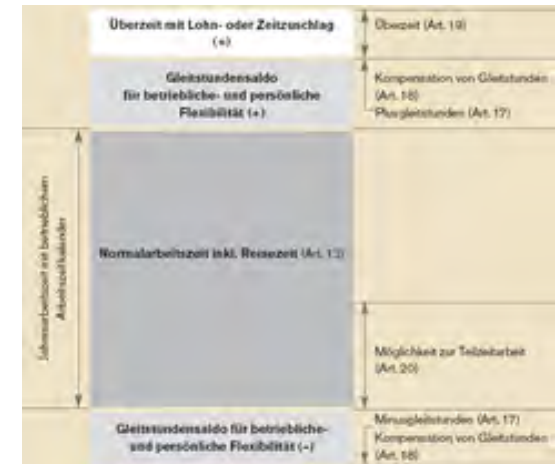 Überzeit mit Lohn- oder Zeitzuschlag
(+)
Überzeit (Art. 19)
Gleitstundensaldo
für betriebliche- und persönliche
Flexibilität (+)
Kompensation von Gleitstunden
(Art. 18)
Plusgleitstunden (Art. 17)
Jahresarbeitszeit mit betrieblichem
Arbeitszeitkalender
Normalarbeitszeit inkl. Reisezeit (Art. 13)
Möglichkeit zur Teilzeitarbeit
(Art. 20)
Gleitstundensaldo für betriebliche-
und persönliche Flexibilität (–)
Minusgleitstunden (Art. 17)
Kompensation von Gleitstunden
(Art. 18)